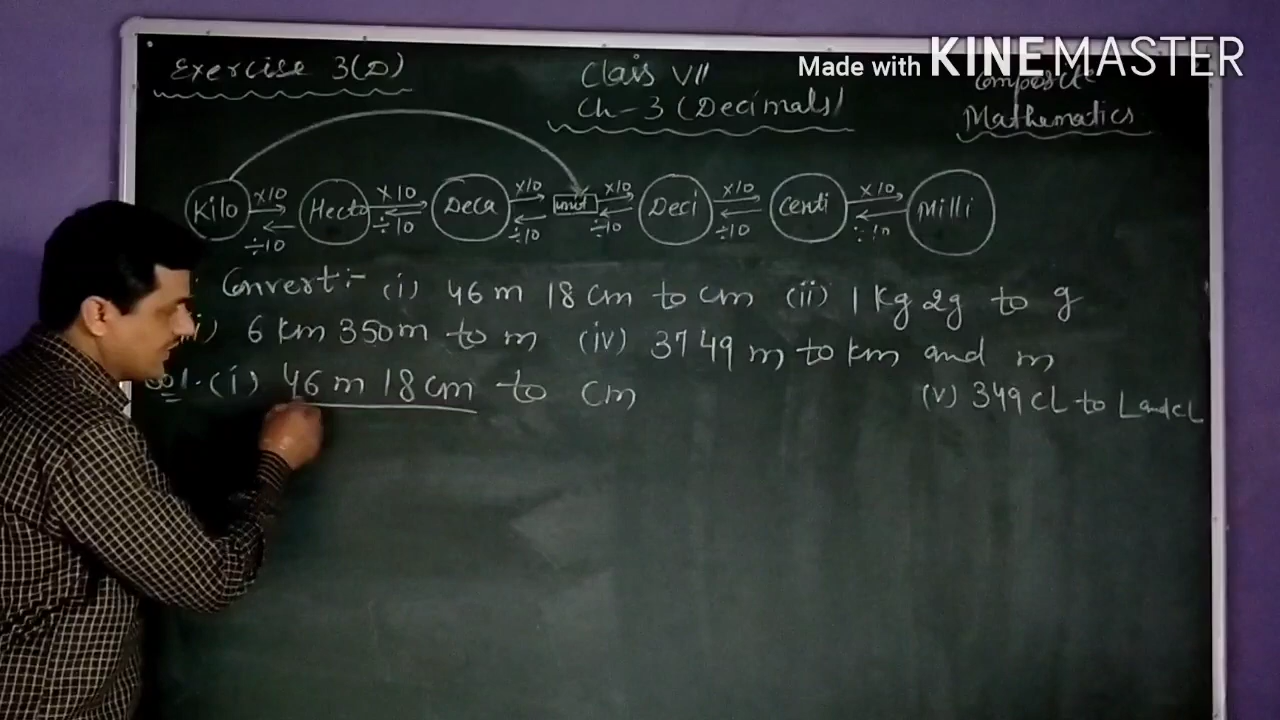 Made with KINEMASTER
Exercise 3(D)
Class VII
Ch-3 (Decimals)
Composite
Mathematics
Kilo ×10 ÷10 Hecto ×10 ÷10 Deca ×10 ÷10 unit ×10 ÷10 Deci ×10 ÷10 Centi ×10 ÷10 Milli
Convert:- (i) 46 m 18 cm to cm (ii) 1 kg 2g to g
6 km 350 m to m (iv) 3749 m to km and m
(v) 349 cl to L and cL
Sol. (i) 46 m 18 cm to cm